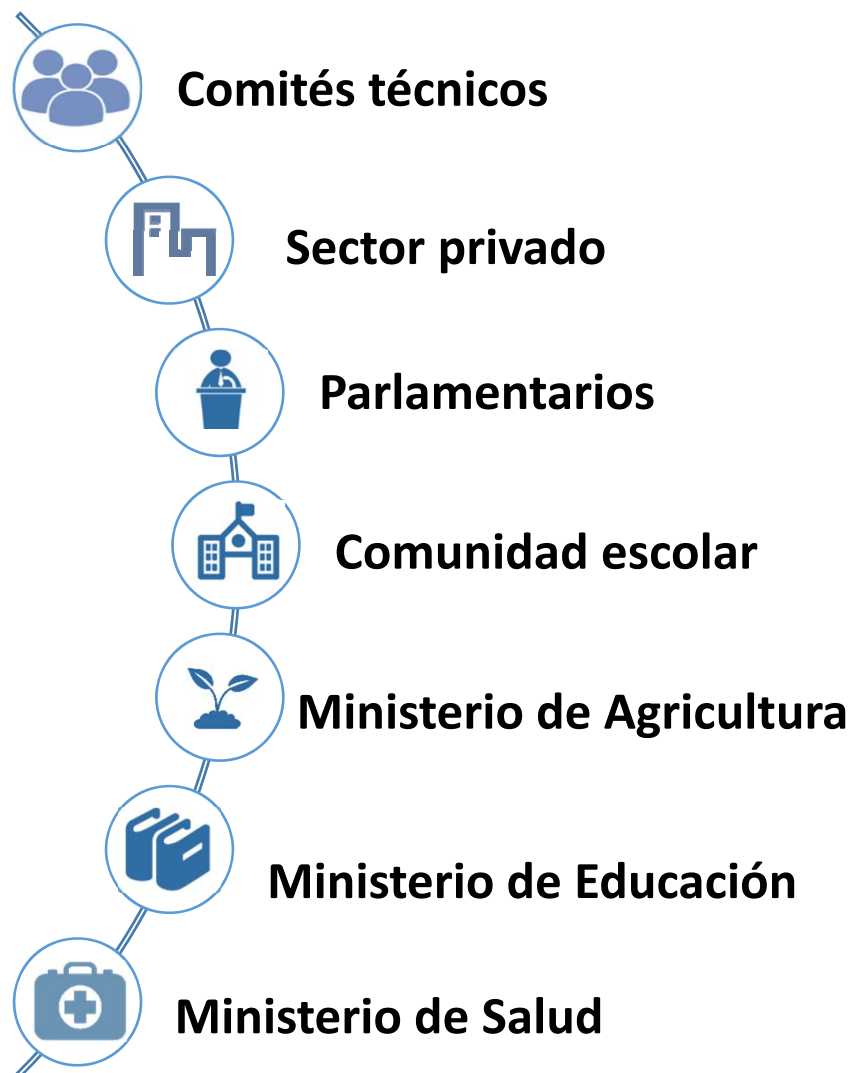 Comités técnicos
Sector privado
Parlamentarios
Comunidad escolar
Ministerio de Agricultura
Ministerio de Educación
Ministerio de Salud